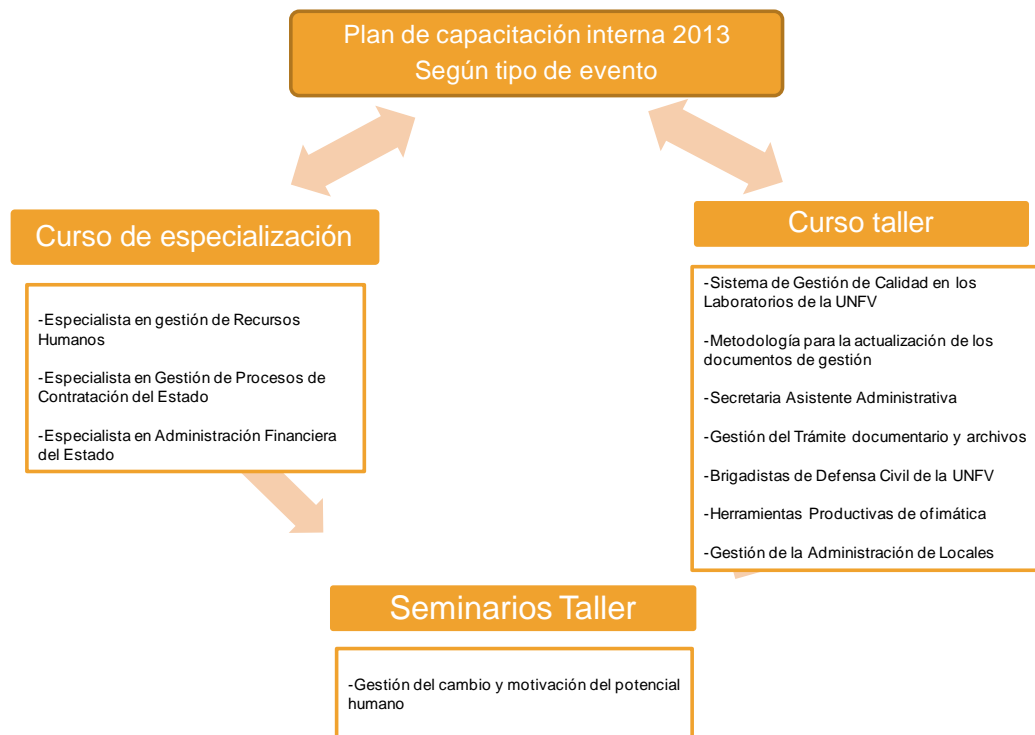 Plan de capacitación interna 2013
Según tipo de evento
Curso de especialización
-Especialista en gestión de Recursos
Humanos
-Especialista en Gestión de Procesos de
Contratación del Estado
-Especialista en Administración Financiera
del Estado
Curso taller
-Sistema de Gestión de Calidad en los
Laboratorios de la UNFV
-Metodología para la actualización de los
documentos de gestión
-Secretaria Asistente Administrativa
-Gestión del Trámite documentario y archivos
-Brigadistas de Defensa Civil de la UNFV
-Herramientas Productivas de ofimática
-Gestión de la Administración de Locales
Seminarios Taller
-Gestión del cambio y motivación del potencial
humano